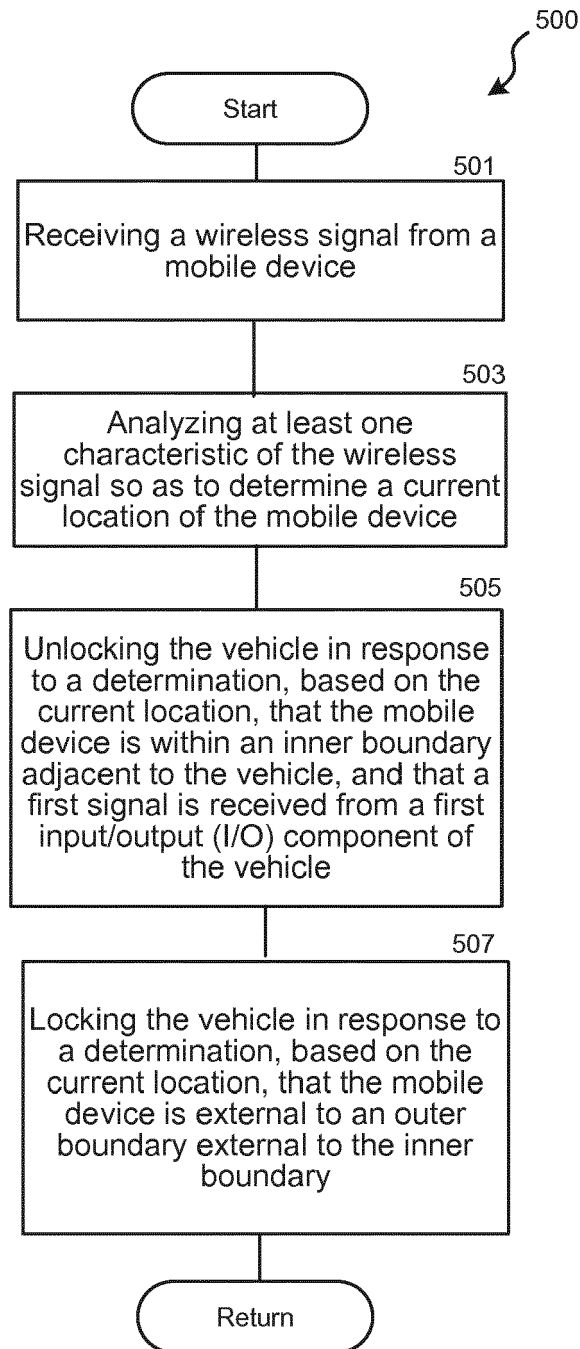 500
Start
501
Receiving a wireless signal from a
mobile device
503
Analyzing at least one
characteristic of the wireless
signal so as to determine a current
location of the mobile device
505
Unlocking the vehicle in response
to a determination, based on the
current location, that the mobile
device is within an inner boundary
adjacent to the vehicle, and that a
first signal is received from a first
input/output (I/O) component of
the vehicle
507
Locking the vehicle in response to
a determination, based on the
current location, that the mobile
device is external to an outer
boundary external to the inner
boundary
Return